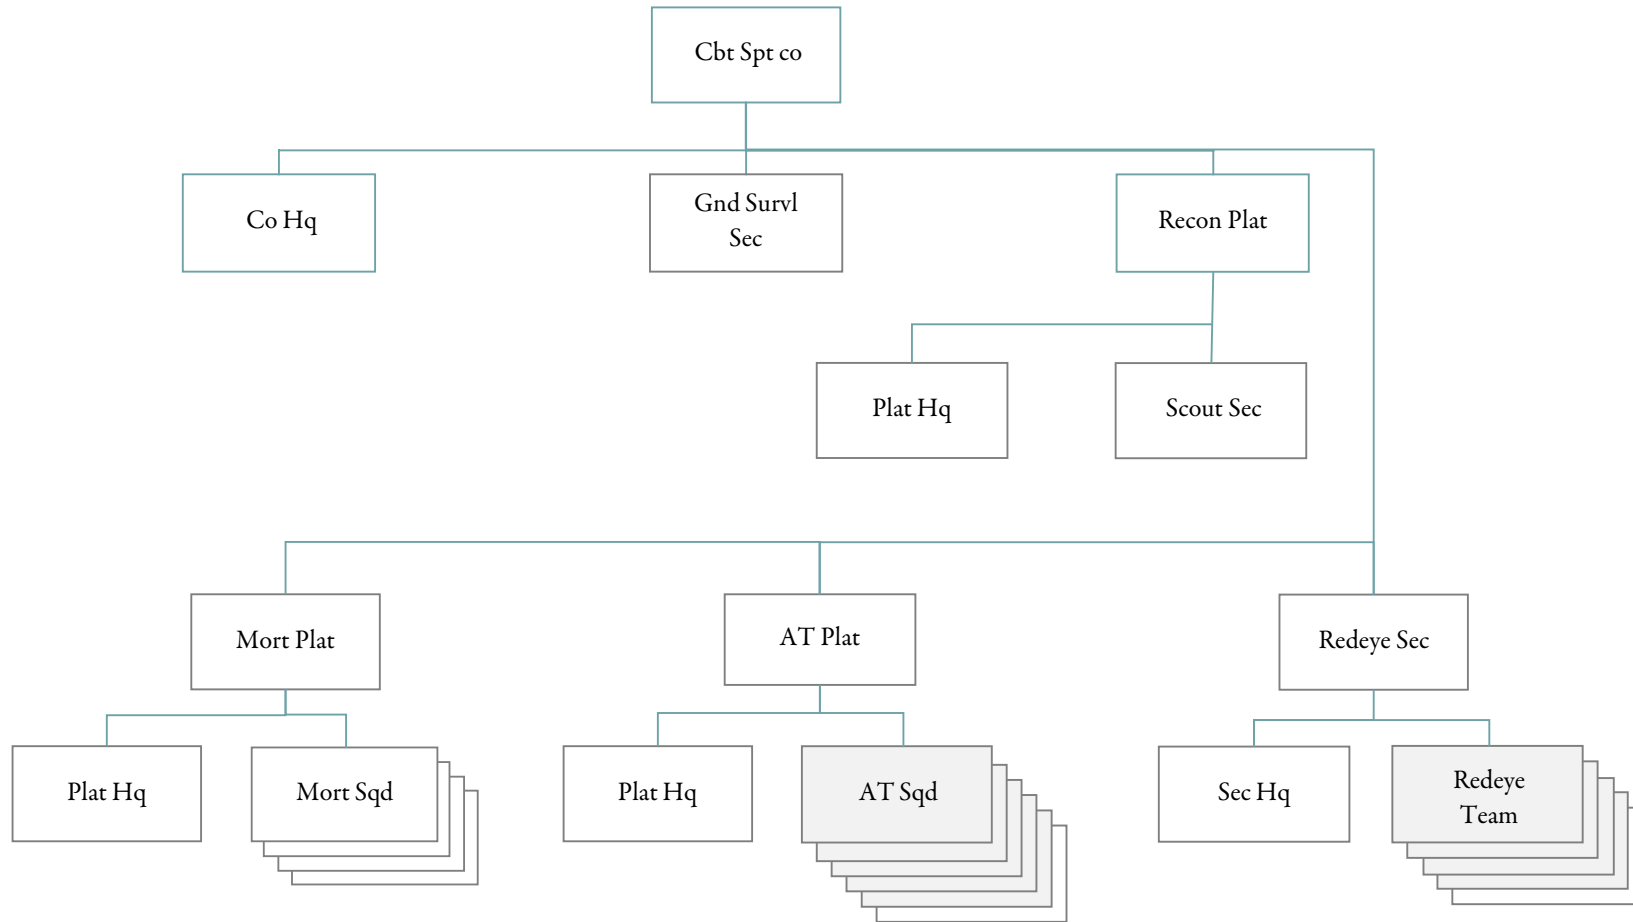 Cbt Spt co
Co Hq
Gnd Survl
Sec
Recon Plat
Plat Hq
Scout Sec
Mort Plat
AT Plat
Redeye Sec
Plat Hq
Mort Sqd
Plat Hq
AT Sqd
Sec Hq
Redeye
Team